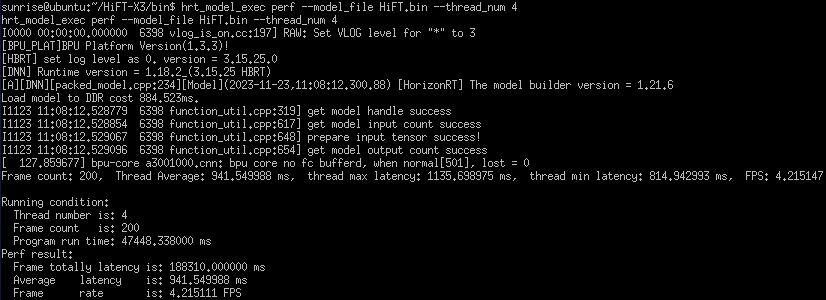 sunrise@ubuntu:~/HiFT-X3/bin$ hrt_model_exec perf --model_file HiFT.bin --thread_num 4
hrt_model_exec perf --model_file HiFT.bin --thread_num 4
I0000 00:00:00.000000  6398 vlog_is_on.cc:197] RAW: Set VLOG level for "*" to 3
[BPU_PLAT]BPU Platform Version(1.3.3)!
[HBRT] set log level as 0. version = 3.15.25.0
[DNN] Runtime version = 1.18.2_(3.15.25 HBRT)
[A][DNN][packed_model.cpp:234][Model](2023-11-23,11:08:12.300.88) [HorizonRT] The model builder version = 1.21.6
Load model to DDR cost 884.523ms.
I1123 11:08:12.528779  6398 function_util.cpp:319] get model handle success
I1123 11:08:12.528854  6398 function_util.cpp:617] get model input count success
I1123 11:08:12.529067  6398 function_util.cpp:648] prepare input tensor success!
I1123 11:08:12.529096  6398 function_util.cpp:654] get model output count success
[  127.859677] bpu-core a3001000.cnn: bpu core no fc bufferd, when normal[501], lost = 0
Frame count: 200,  Thread Average: 941.549988 ms,  thread max latency: 1135.698975 ms,  thread min latency: 814.942993 ms,  FPS: 4.215147
Running condition:
  Thread number is: 4
  Frame count   is: 200
  Program run time: 47448.338000 ms
Perf result:
  Frame totally latency is: 188310.000000 ms
  Average    latency    is: 941.549988 ms
  Frame      rate       is: 4.215111 FPS